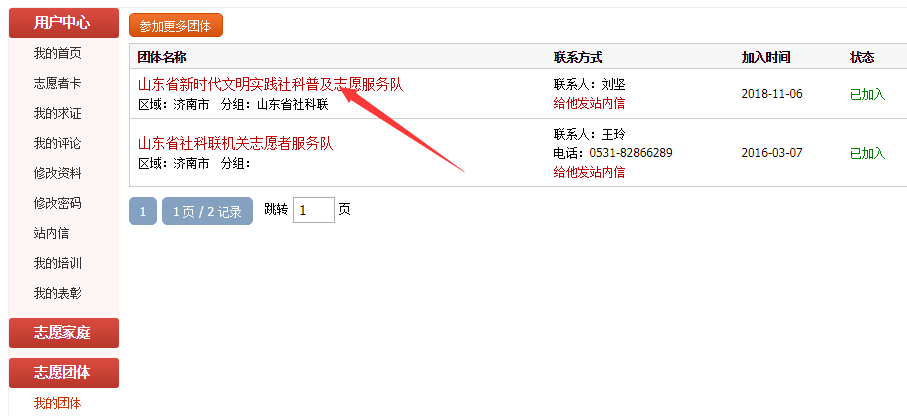 用户中心
我的首页
志愿者卡
我的求证
我的评论
修改资料
修改密码
站内信
我的培训
我的表彰
志愿家庭
志愿团体
我的团体
参加更多团体
团体名称 联系方式 加入时间 状态
山东省新时代文明实践社科普及志愿服务队
区域：济南市 分组：山东省社科联
联系人：刘坚
给他发站内信
2018-11-06
已加入
山东省社科联机关志愿者服务队
区域：济南市 分组：
联系人：王玲
电话：0531-82866289
给他发站内信
2016-03-07
已加入
1 1 页 / 2 记录 跳转 1 页